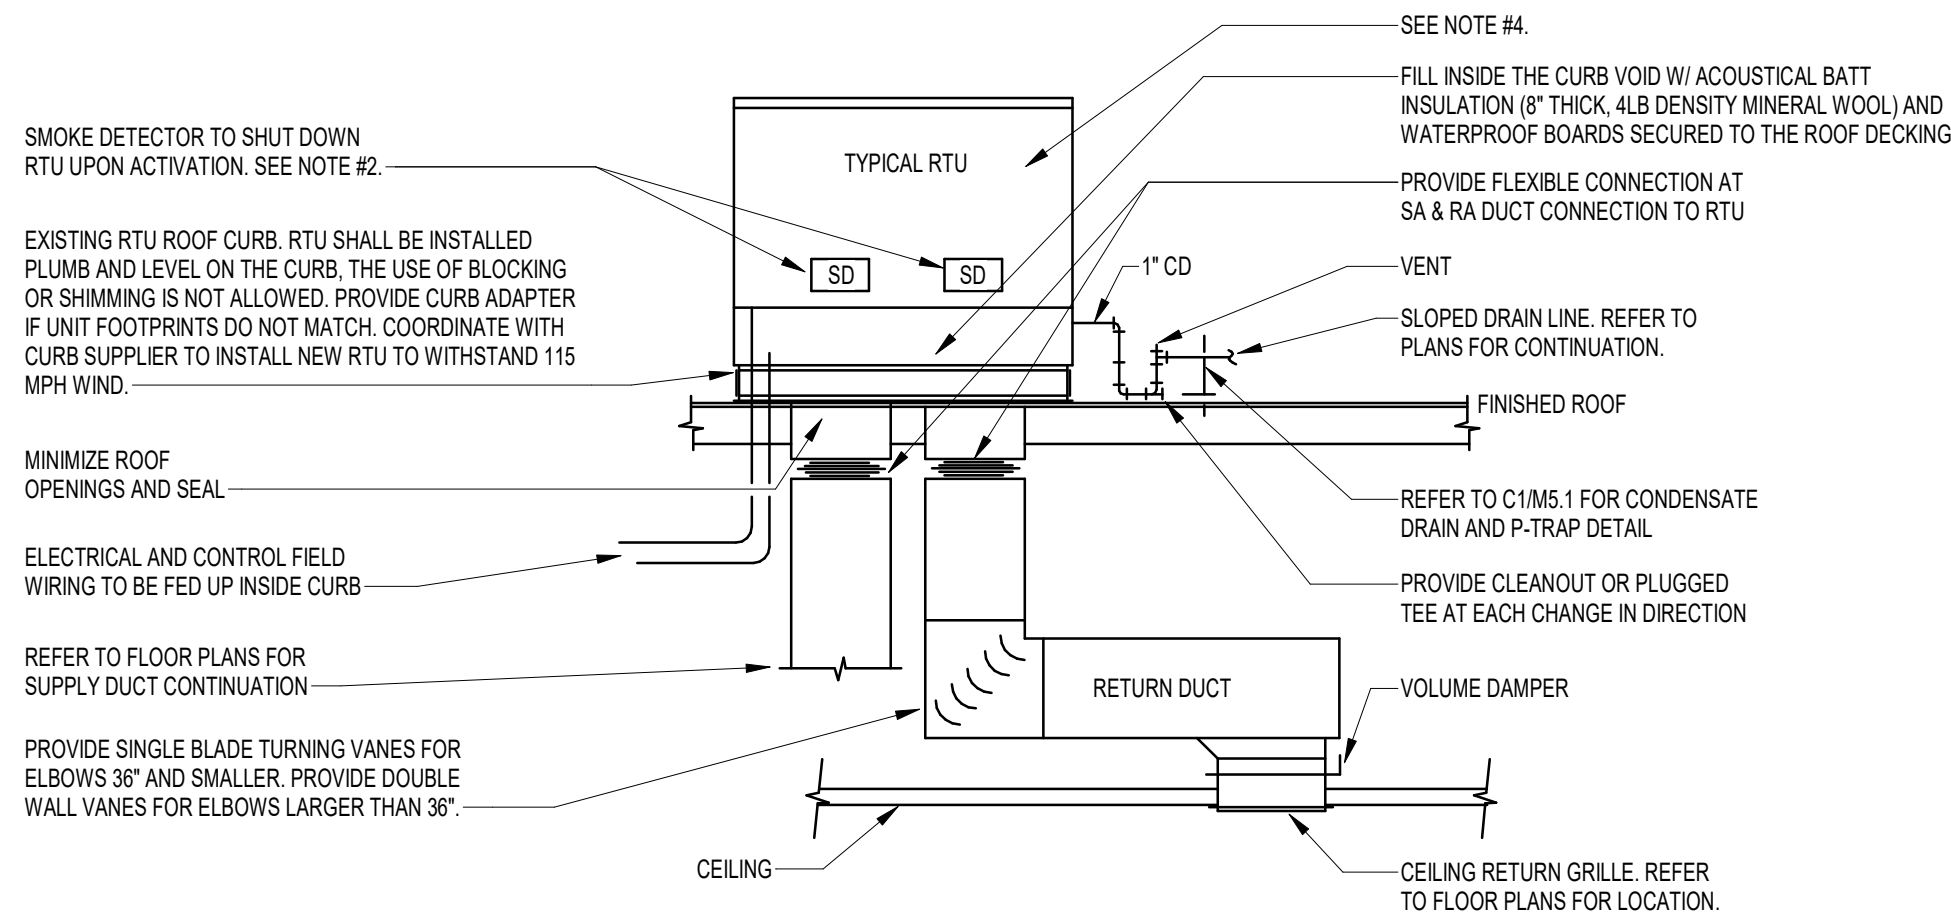 SEE NOTE #4.
FILL INSIDE THE CURB VOID W/ ACOUSTICAL BATT
INSULATION (8" THICK, 4LB DENSITY MINERAL WOOL) AND
WATERPROOF BOARDS SECURED TO THE ROOF DECKING
SMOKE DETECTOR TO SHUT DOWN
RTU UPON ACTIVATION. SEE NOTE #2.
TYPICAL RTU
PROVIDE FLEXIBLE CONNECTION AT
SA & RA DUCT CONNECTION TO RTU
EXISTING RTU ROOF CURB. RTU SHALL BE INSTALLED
PLUMB AND LEVEL ON THE CURB, THE USE OF BLOCKING
OR SHIMMING IS NOT ALLOWED. PROVIDE CURB ADAPTER
IF UNIT FOOTPRINTS DO NOT MATCH. COORDINATE WITH
CURB SUPPLIER TO INSTALL NEW RTU TO WITHSTAND 115
MPH WIND.
SD
SD
1" CD
VENT
SLOPED DRAIN LINE. REFER TO
PLANS FOR CONTINUATION.
FINISHED ROOF
MINIMIZE ROOF
OPENINGS AND SEAL
REFER TO C1/M5.1 FOR CONDENSATE
DRAIN AND P-TRAP DETAIL
ELECTRICAL AND CONTROL FIELD
WIRING TO BE FED UP INSIDE CURB
PROVIDE CLEANOUT OR PLUGGED
TEE AT EACH CHANGE IN DIRECTION
REFER TO FLOOR PLANS FOR
SUPPLY DUCT CONTINUATION
RETURN DUCT
VOLUME DAMPER
PROVIDE SINGLE BLADE TURNING VANES FOR
ELBOWS 36" AND SMALLER. PROVIDE DOUBLE
WALL VANES FOR ELBOWS LARGER THAN 36".
CEILING
CEILING RETURN GRILLE. REFER
TO FLOOR PLANS FOR LOCATION.